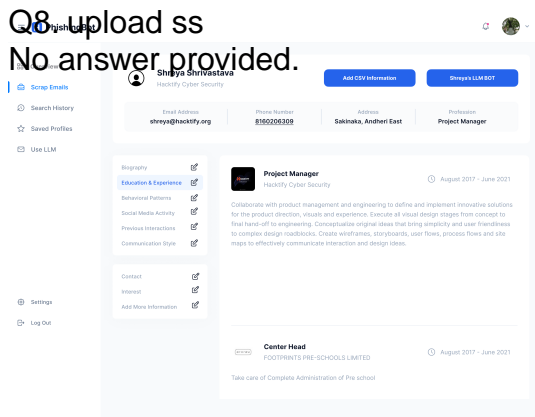 Q8. upload ss
No answer provided.
PhishingBot
Overview
Scrap Emails
Search History
Saved Profiles
Use LLM
Settings
Log Out
Shreya Shrivastava
Hacktify Cyber Security
Add CSV Information
Shreya's LLM BOT
Email Address
shreya@hacktify.org
Phone Number
8160206309
Address
Sakinaka, Andheri East
Profession
Project Manager
Biography
Education & Experience
Behavioral Patterns
Social Media Activity
Previous Interactions
Communication Style
Contact
Interest
Add More Information
Project Manager
Hacktify Cyber Security
August 2017 - June 2021
Collaborate with product management and engineering to define and implement innovative solutions
for the product direction, visuals and experience. Execute all visual design stages from concept to
final hand-off to engineering. Conceptualize original ideas that bring simplicity and user friendliness
to complex design roadblocks. Create wireframes, storyboards, user flows, process flows and site
maps to effectively communicate interaction and design ideas.
Center Head
FOOTPRINTS PRE-SCHOOLS LIMITED
August 2017 - June 2021
Take care of Complete Administration of Pre school